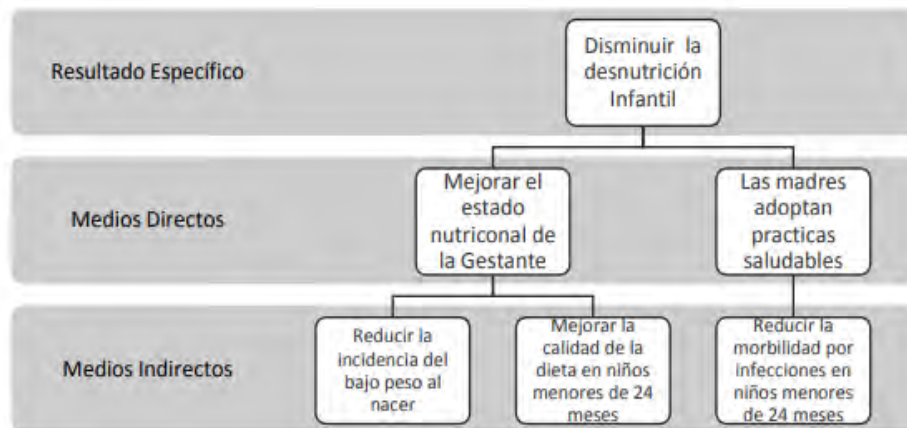 Resultado Específico
Disminuir la
desnutrición
Infantil
Medios Directos
Mejorar el
estado
nutriconal de
la Gestante
Las madres
adoptan
practicas
saludables
Medios Indirectos
Reducir la
incidencia del
bajo peso al
nacer
Mejorar la
calidad de la
dieta en niños
menores de 24
meses
Reducir la
morbilidad por
infecciones en
niños menores
de 24 meses